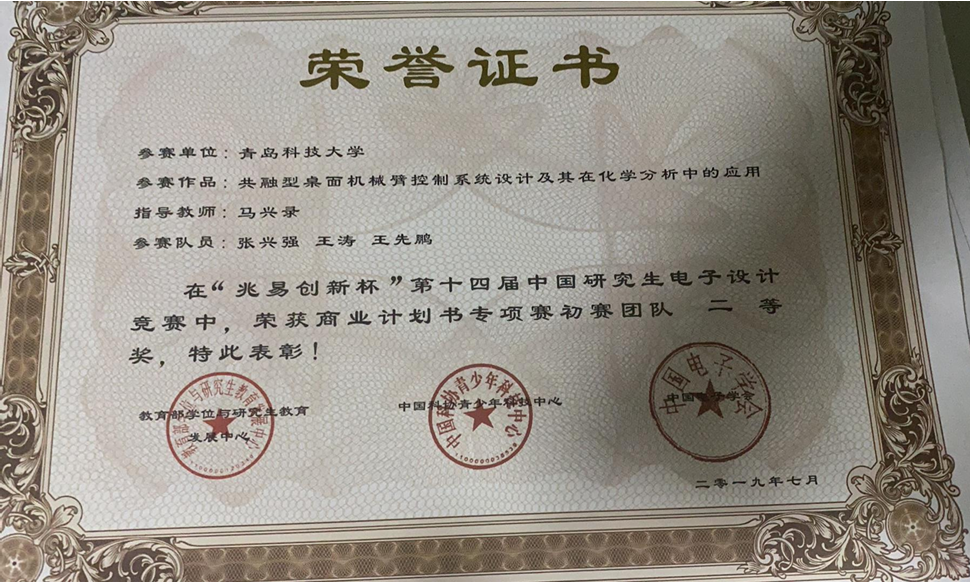 荣誉证书
参赛单位：青岛科技大学
参赛作品：共融型桌面机械臂控制系统设计及其在化学分析中的应用
指导教师：马兴录
参赛队员：张兴强 王涛 王先鹏
在“兆易创新杯”第十四届中国研究生电子设计
竞赛中，荣获商业计划书专项赛初赛团队 二 等
奖，特此表彰！
教育部学位与研究生教育
发展中心
中国科协青少年科技中心
中国电子学会
二零一九年七月